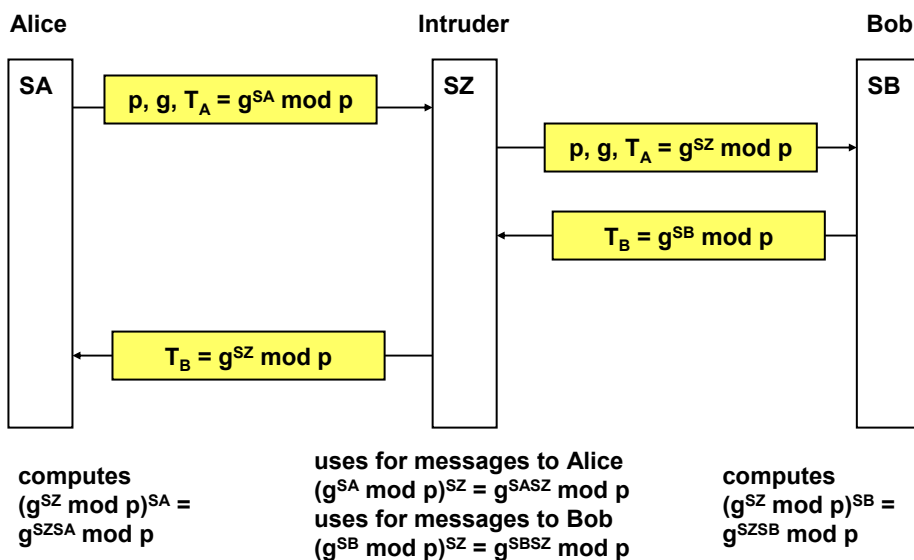 Alice Intruder Bob
SA SZ SB
p, g, T_A = g^SA mod p
p, g, T_A = g^SZ mod p
T_B = g^SB mod p
T_B = g^SZ mod p
computes
(g^SZ mod p)^SA =
g^SZSA mod p
uses for messages to Alice
(g^SA mod p)^SZ = g^SASZ mod p
uses for messages to Bob
(g^SB mod p)^SZ = g^SBSZ mod p
computes
(g^SZ mod p)^SB =
g^SZSB mod p